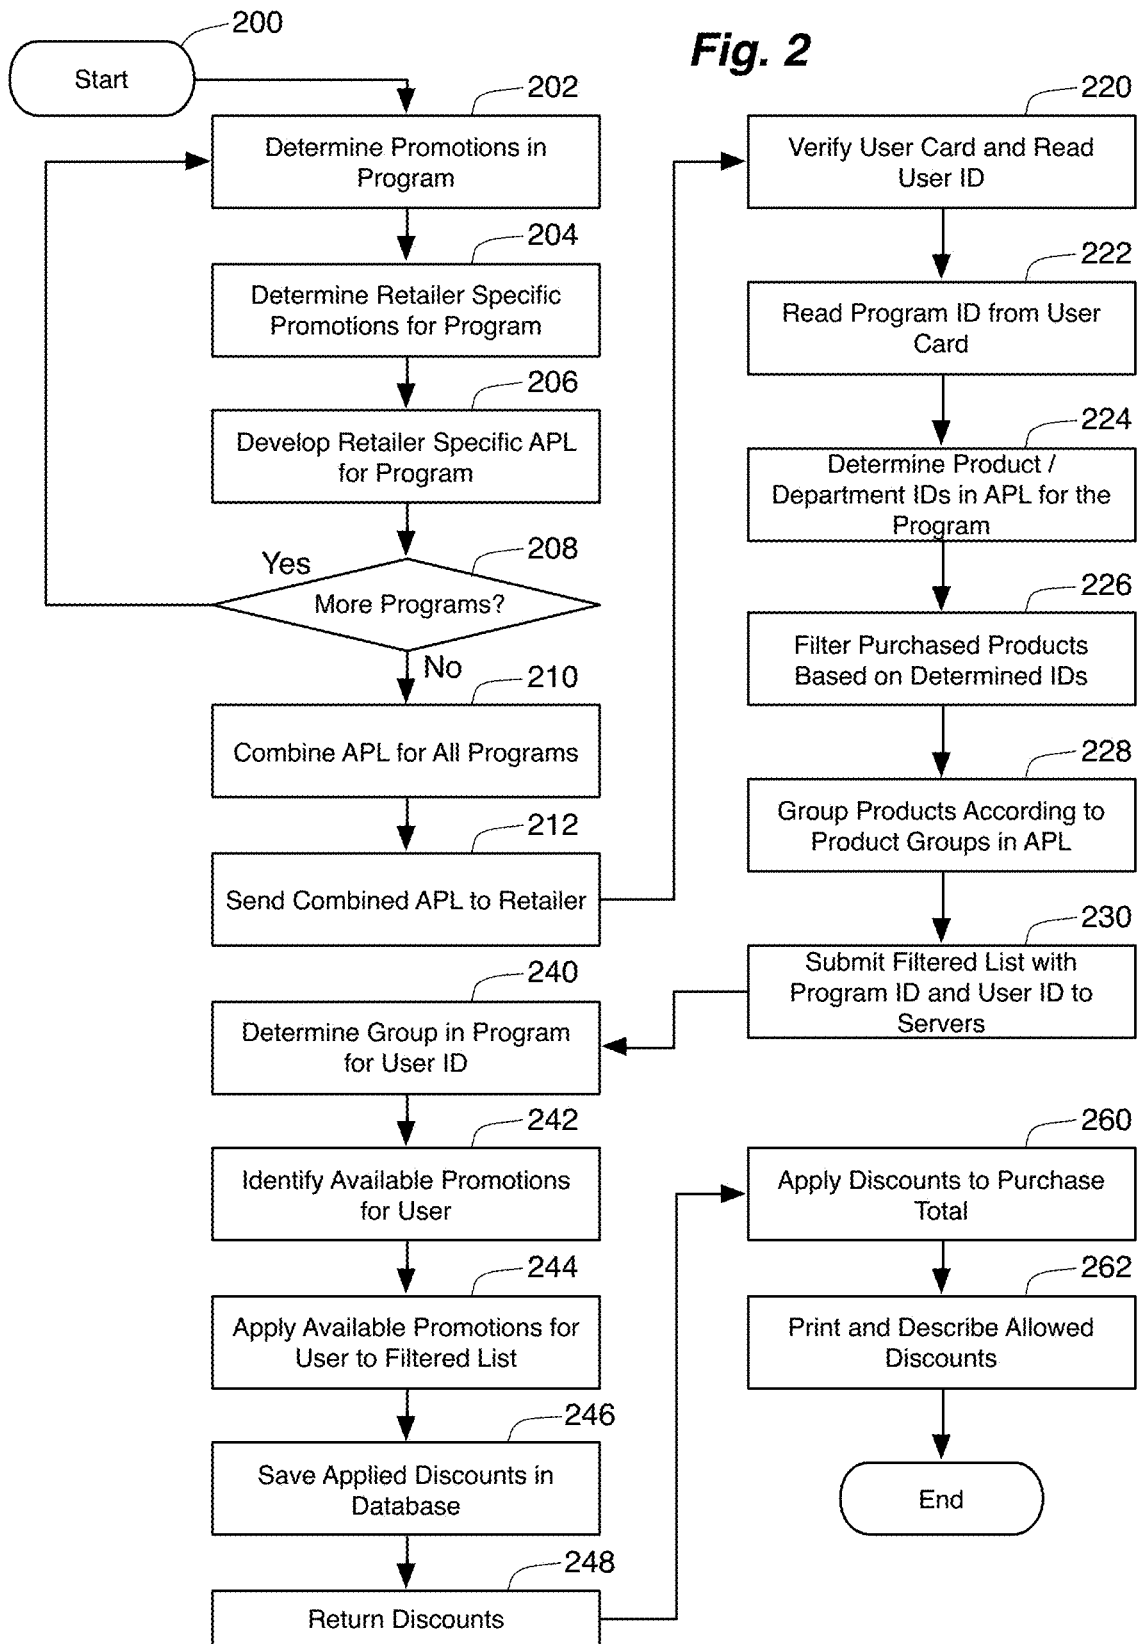 Fig. 2
200
Start
202
Determine Promotions in
Program
204
Determine Retailer Specific
Promotions for Program
206
Develop Retailer Specific APL
for Program
208
Yes
More Programs?
No
210
Combine APL for All Programs
212
Send Combined APL to Retailer
220
Verify User Card and Read
User ID
222
Read Program ID from User
Card
224
Determine Product /
Department IDs in APL for the
Program
226
Filter Purchased Products
Based on Determined IDs
228
Group Products According to
Product Groups in APL
230
Submit Filtered List with
Program ID and User ID to
Servers
240
Determine Group in Program
for User ID
242
Identify Available Promotions
for User
244
Apply Available Promotions for
User to Filtered List
246
Save Applied Discounts in
Database
248
Return Discounts
260
Apply Discounts to Purchase
Total
262
Print and Describe Allowed
Discounts
End